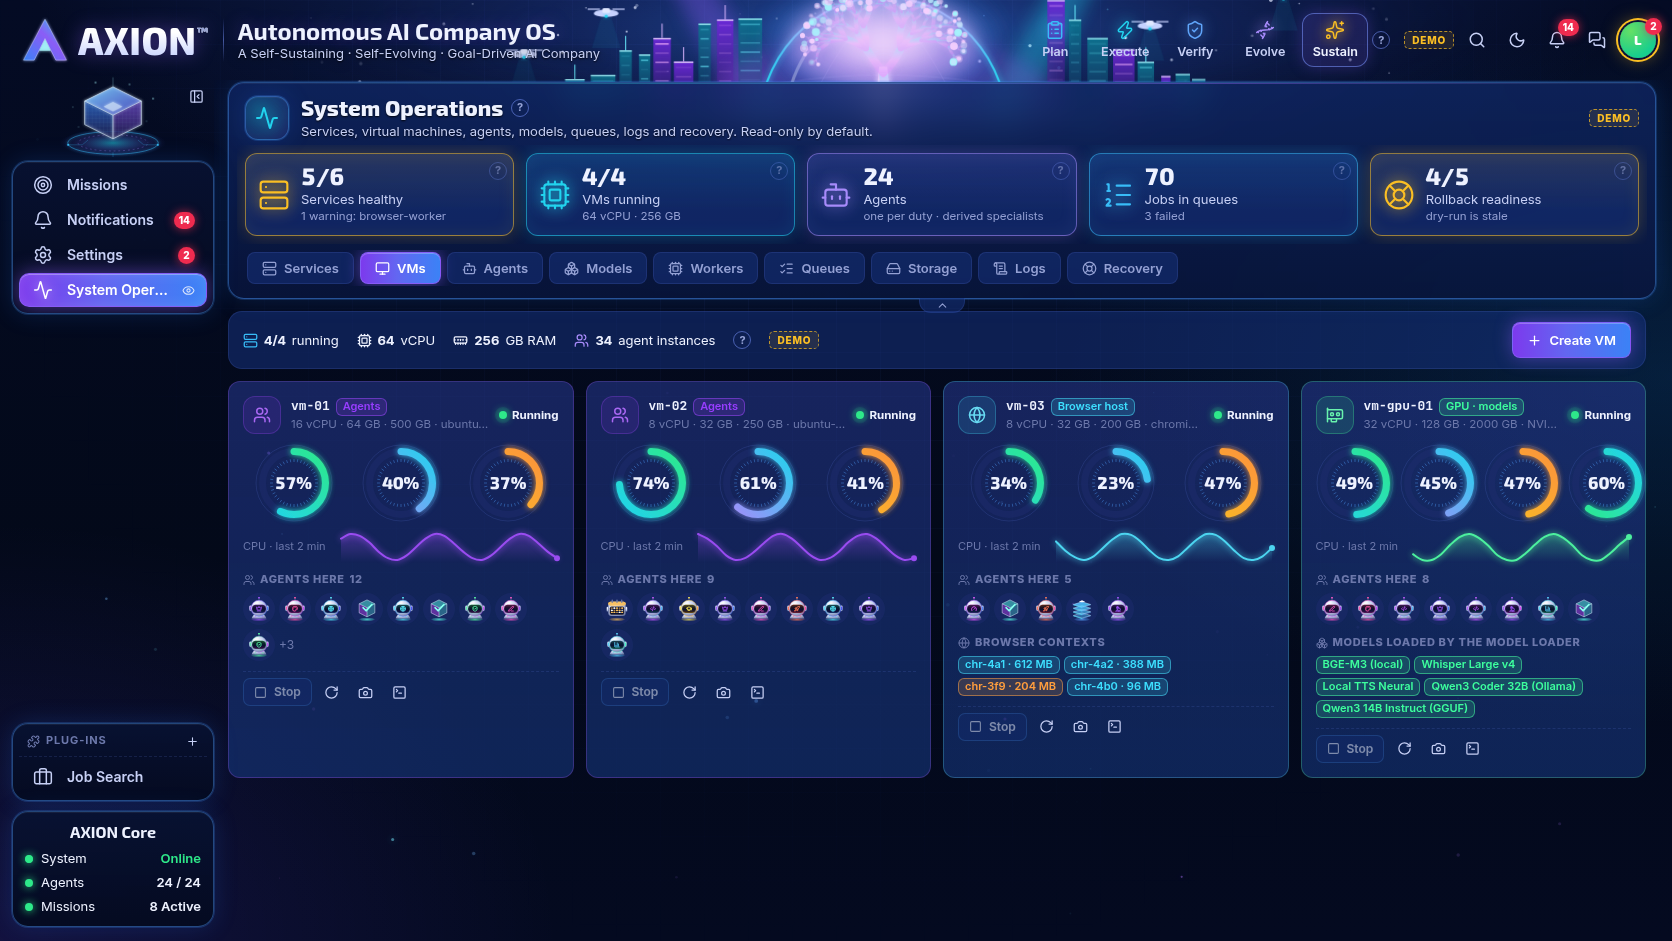 AXION™
Autonomous AI Company OS
A Self-Sustaining · Self-Evolving · Goal-Driven AI Company
Plan
Execute
Verify
Evolve
Sustain
?
DEMO
14
L
2
Missions
Notifications 14
Settings 2
System Oper...
PLUG-INS
Job Search
AXION Core
System Online
Agents 24 / 24
Missions 8 Active
System Operations ?
Services, virtual machines, agents, models, queues, logs and recovery. Read-only by default.
DEMO
5/6
Services healthy
1 warning: browser-worker
?
4/4
VMs running
64 vCPU · 256 GB
?
24
Agents
one per duty · derived specialists
?
70
Jobs in queues
3 failed
?
4/5
Rollback readiness
dry-run is stale
?
Services
VMs
Agents
Models
Workers
Queues
Storage
Logs
Recovery
4/4 running
64 vCPU
256 GB RAM
34 agent instances
?
DEMO
Create VM
vm-01 Agents
16 vCPU · 64 GB · 500 GB · ubuntu...
Running
57%
40%
37%
CPU · last 2 min
AGENTS HERE 12
+3
Stop
vm-02 Agents
8 vCPU · 32 GB · 250 GB · ubuntu-...
Running
74%
61%
41%
CPU · last 2 min
AGENTS HERE 9
Stop
vm-03 Browser host
8 vCPU · 32 GB · 200 GB · chromi...
Running
34%
23%
47%
CPU · last 2 min
AGENTS HERE 5
BROWSER CONTEXTS
chr-4a1 · 612 MB
chr-4a2 · 388 MB
chr-3f9 · 204 MB
chr-4b0 · 96 MB
Stop
vm-gpu-01 GPU · models
32 vCPU · 128 GB · 2000 GB · NVI...
Running
49%
45%
47%
60%
CPU · last 2 min
AGENTS HERE 8
MODELS LOADED BY THE MODEL LOADER
BGE-M3 (local)
Whisper Large v4
Local TTS Neural
Qwen3 Coder 32B (Ollama)
Qwen3 14B Instruct (GGUF)
Stop